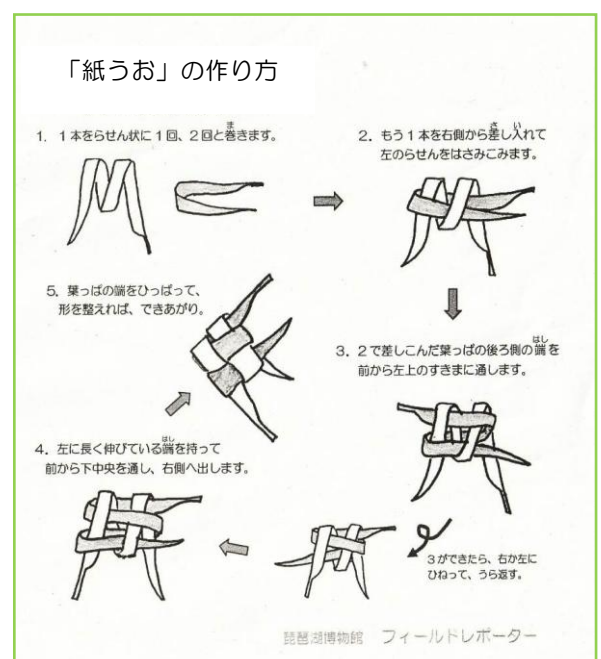 「紙うお」の作り方
1. 1本をらせん状に1回、2回と巻きます。
ま
2. もう1本を右側から差し入れて
さ い
左のらせんをはさみこみます。
3. 2で差しこんだ葉っぱの後ろ側の端を
はし
前から左上のすきまに通します。
3ができたら、右か左に
ひねって、うら返す。
4. 左に長く伸びている端を持って
はし
前から下中央を通し、右側へ出します。
5. 葉っぱの端をひっぱって、
形を整えれば、できあがり。
琵琶湖博物館 フィールドレポーター